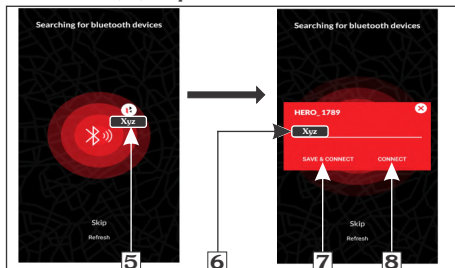 Searching for bluetooth devices
Xyz
Skip
Refresh
5
Searching for bluetooth devices
HERO_1789
Xyz
SAVE & CONNECT
CONNECT
Skip
Refresh
6
7
8